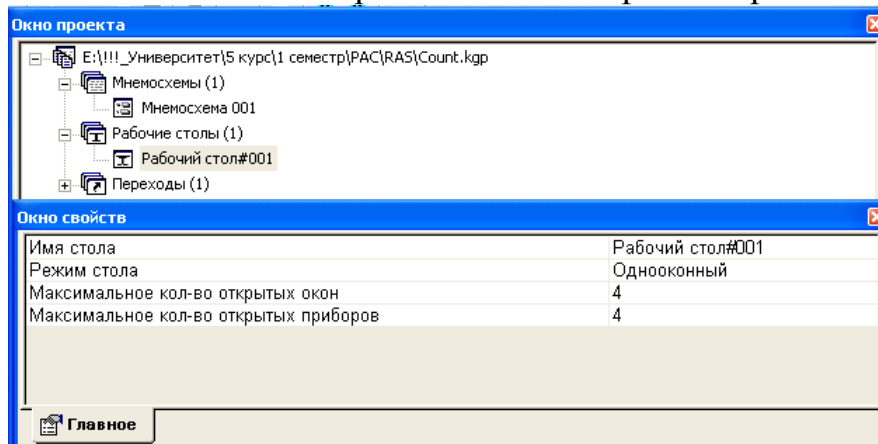 Окно проекта
E:\!!!_Университет\5 курс\1 семестр\РАС\RAS\Count.kgp
Мнемосхемы (1)
Мнемосхема 001
Рабочие столы (1)
Рабочий стол#001
Переходы (1)
Окно свойств
Имя стола Рабочий стол#001
Режим стола Однооконный
Максимальное кол-во открытых окон 4
Максимальное кол-во открытых приборов 4
Главное